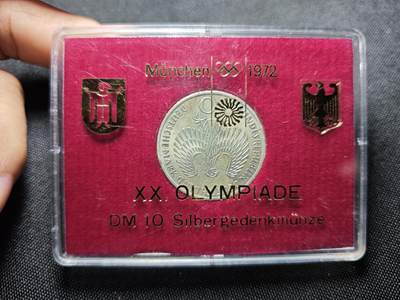 München 1972
XX. OLYMPIADE
DM 10 Silbergedenkmünze